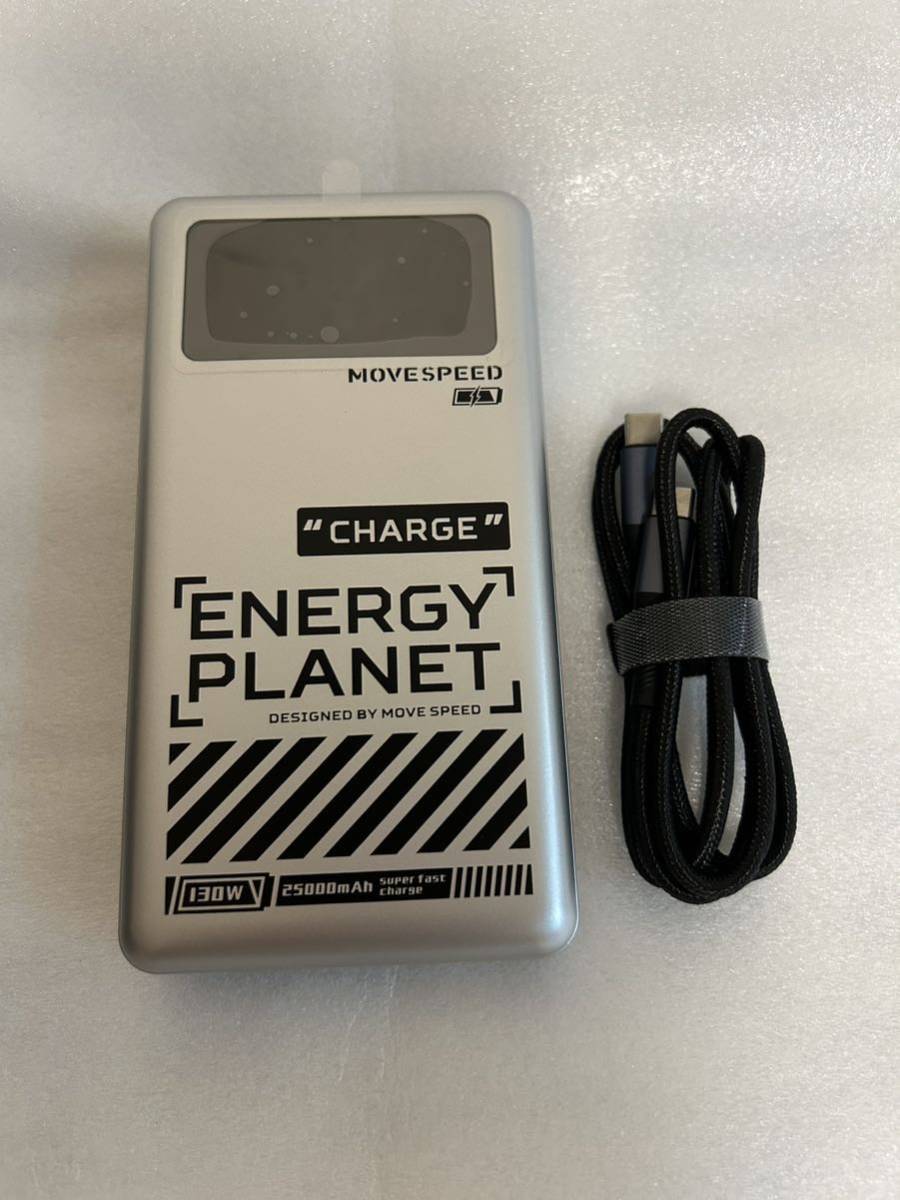 MOVESPEED
"CHARGE"
ENERGY
PLANET
DESIGNED BY MOVE SPEED
130W 25000mAh super fast
charge